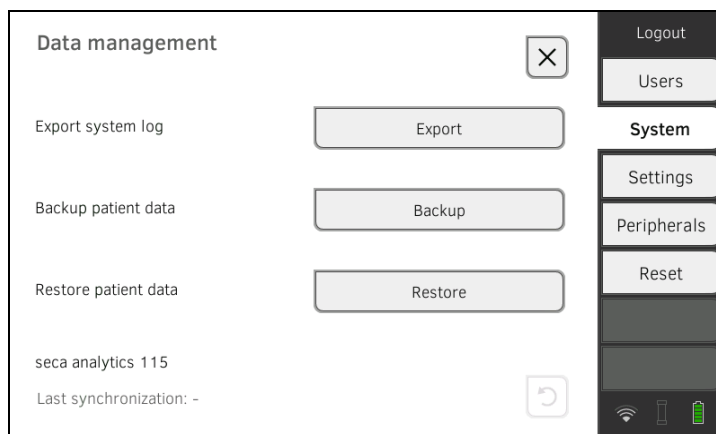 Data management
Export system log
Export
Backup patient data
Backup
Restore patient data
Restore
seca analytics 115
Last synchronization: -
Logout
Users
System
Settings
Peripherals
Reset